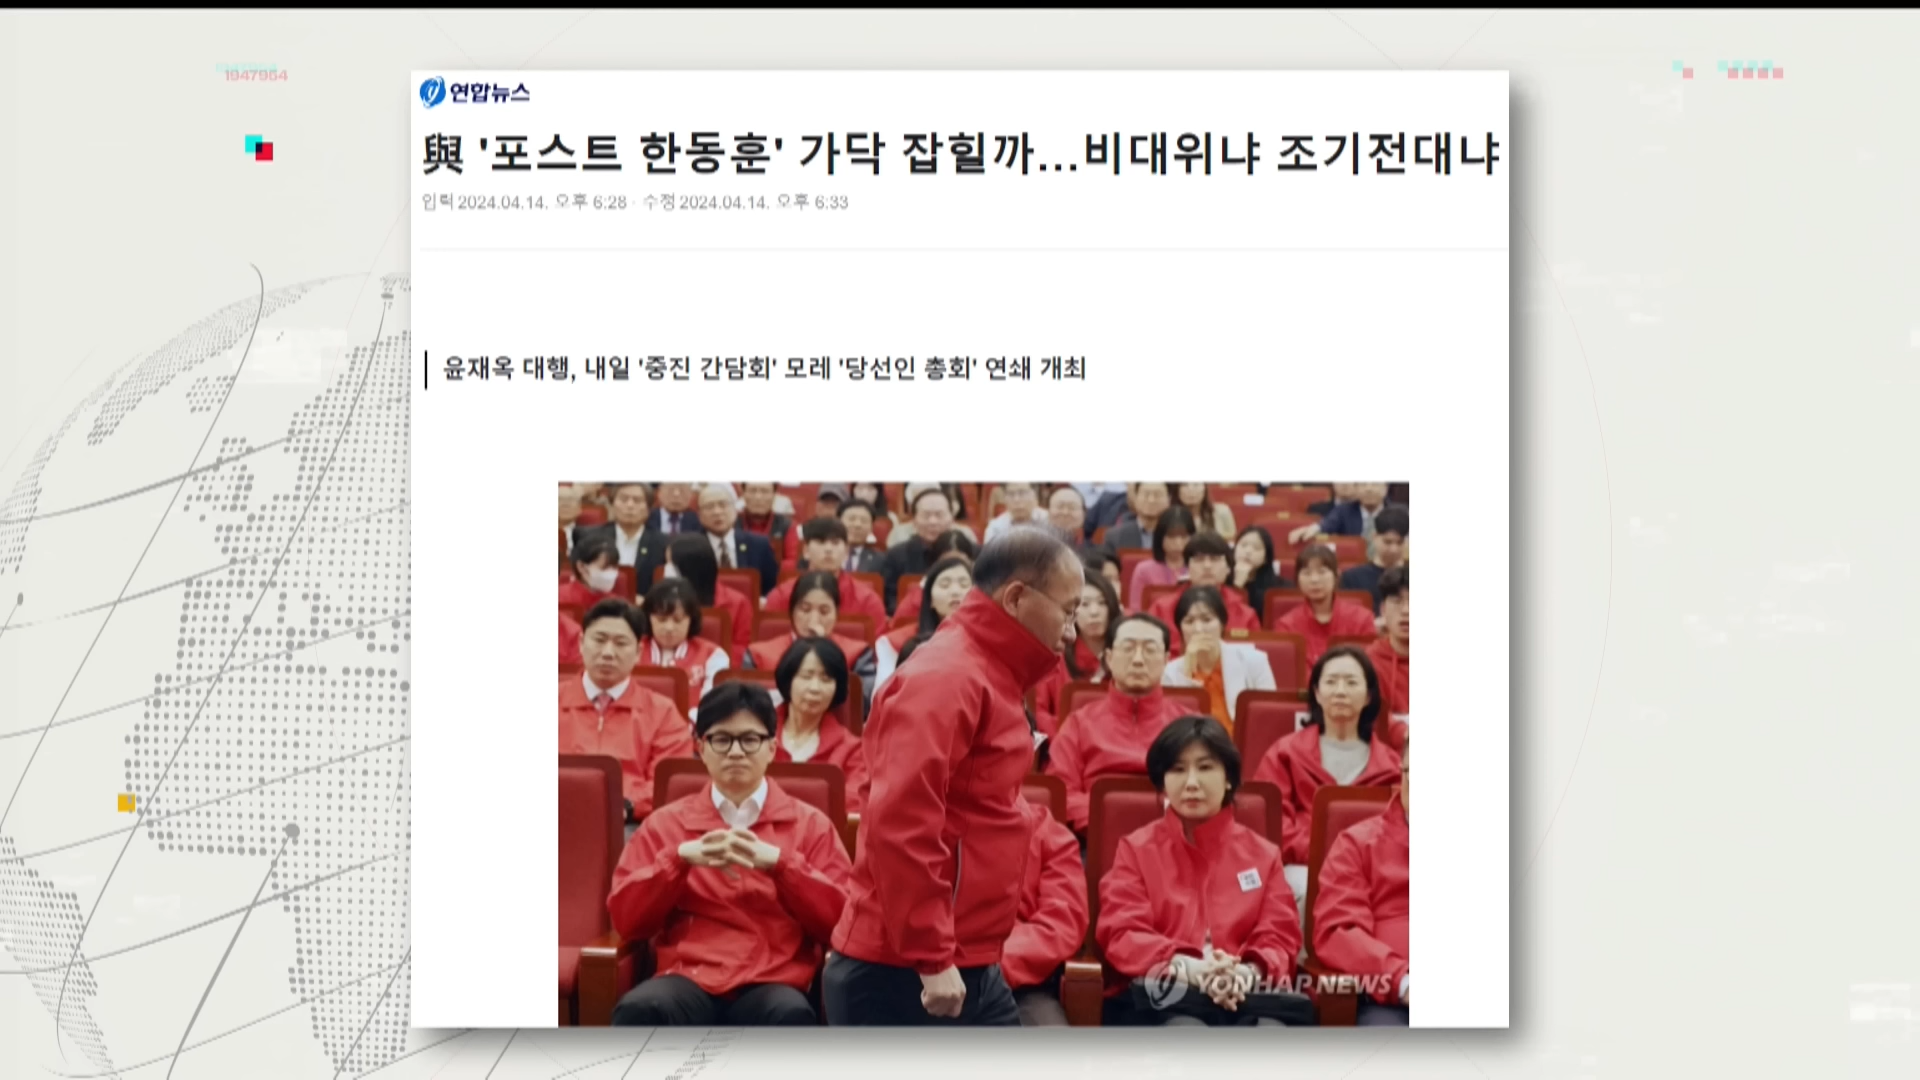 1947954
연합뉴스
與 '포스트 한동훈' 가닥 잡힐까…비대위냐 조기전대냐
입력 2024.04.14. 오후 6:28 · 수정 2024.04.14. 오후 6:33
윤재옥 대행, 내일 '중진 간담회' 모레 '당선인 총회' 연쇄 개최
YONHAP NEWS